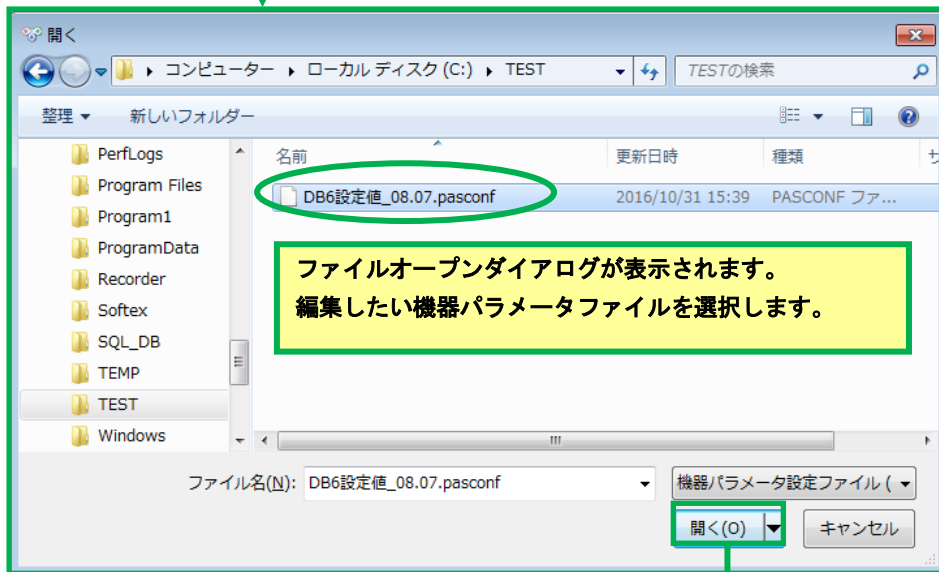 開く
コンピューター ▸ ローカル ディスク (C:) ▸ TEST
TESTの検索
整理 ▼ 新しいフォルダー
名前 更新日時 種類 サ
DB6設定値_08.07.pasconf 2016/10/31 15:39 PASCONF ファ...
PerfLogs
Program Files
Program1
ProgramData
Recorder
Softex
SQL_DB
TEMP
TEST
Windows
ファイルオープンダイアログが表示されます。
編集したい機器パラメータファイルを選択します。
ファイル名(N): DB6設定値_08.07.pasconf
機器パラメータ設定ファイル (
開く(O) キャンセル